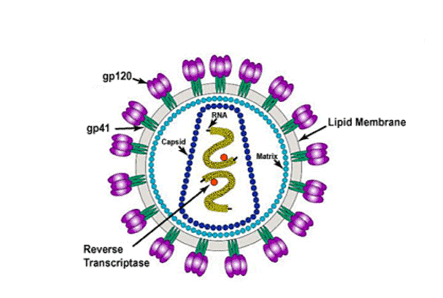 gp120
gp41
RNA
Capsid
Matrix
Lipid Membrane
Reverse
Transcriptase